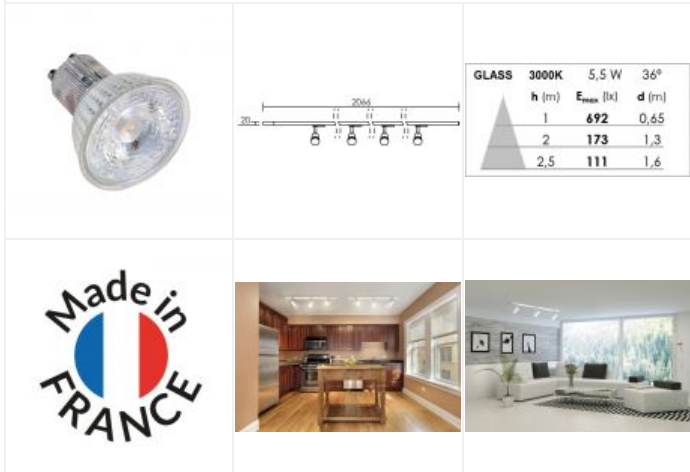 2066
20
GLASS 3000K 5,5 W 36°
h (m) Emax (lx) d (m)
1 692 0,65
2 173 1,3
2,5 111 1,6
Made in
FRANCE